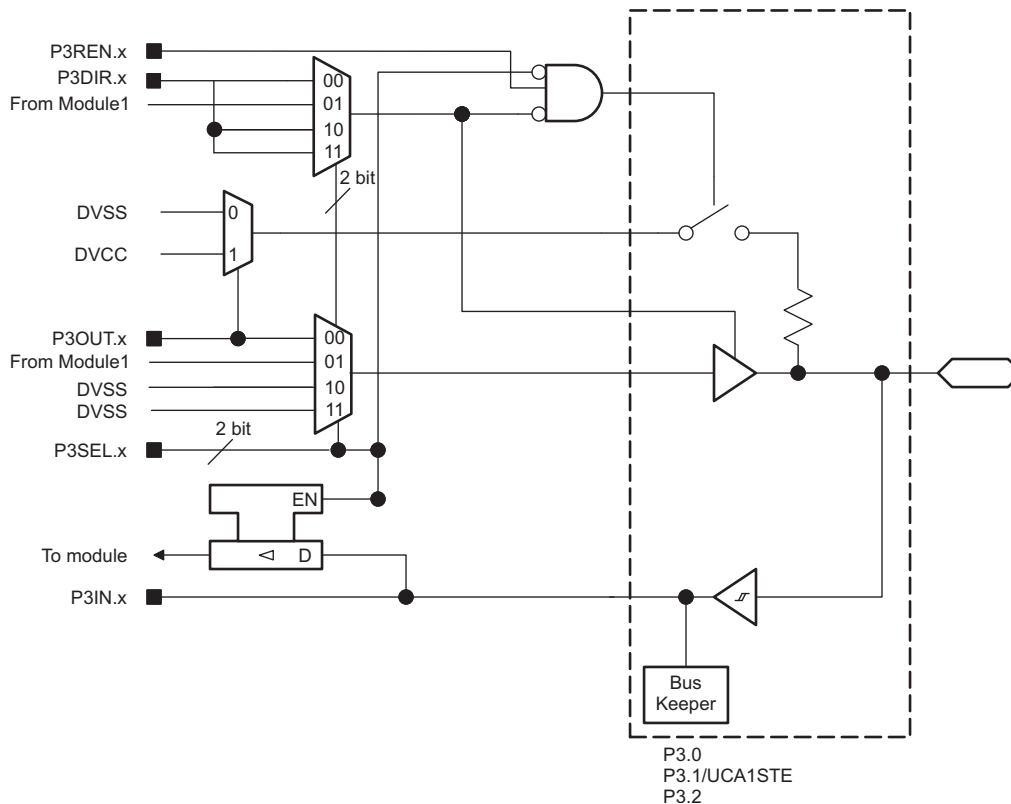 P3REN.x
P3DIR.x
From Module1
00
01
10
11
2 bit
DVSS
DVCC
0
1
P3OUT.x
From Module1
DVSS
DVSS
00
01
10
11
P3SEL.x
2 bit
EN
D
To module
P3IN.x
Bus
Keeper
P3.0
P3.1/UCA1STE
P3.2